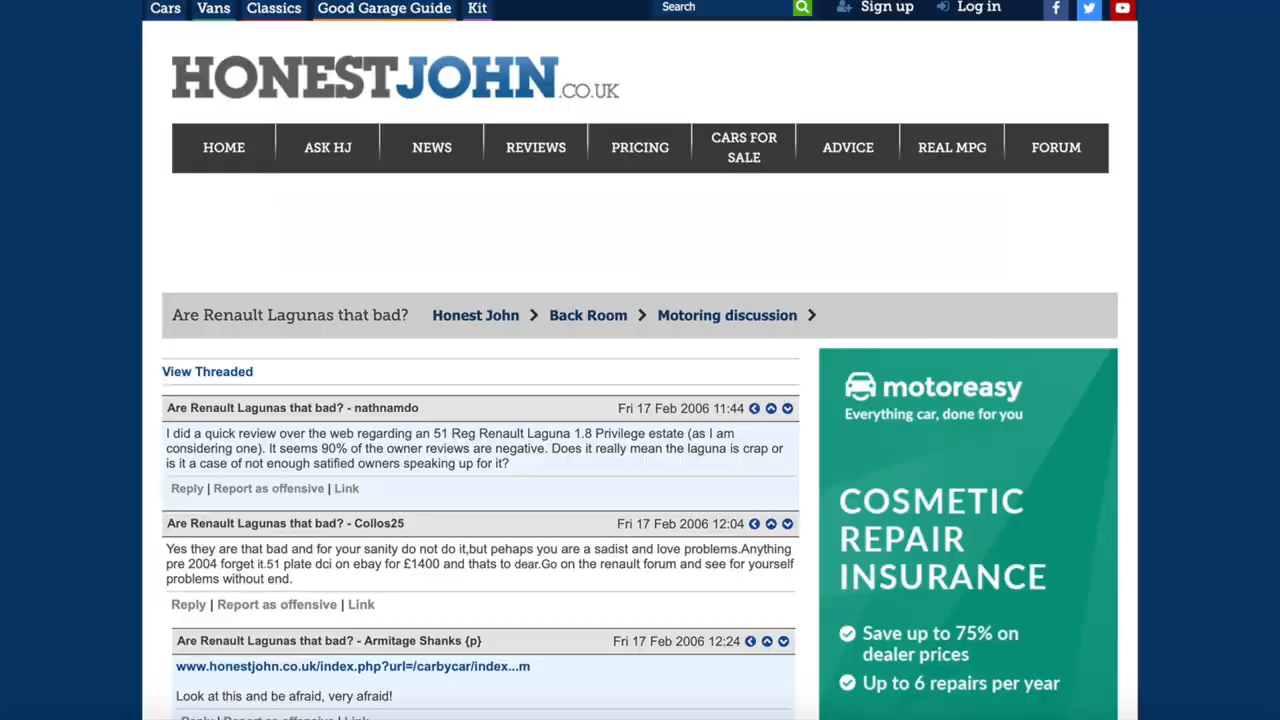 Cars Vans Classics Good Garage Guide Kit Search Sign up Log in
HONESTJOHN.CO.UK
HOME ASK HJ NEWS REVIEWS PRICING CARS FOR SALE ADVICE REAL MPG FORUM
Are Renault Lagunas that bad? Honest John Back Room Motoring discussion
View Threaded
Are Renault Lagunas that bad? - nathnamdo Fri 17 Feb 2006 11:44
I did a quick review over the web regarding an 51 Reg Renault Laguna 1.8 Privilege estate (as I am
considering one). It seems 90% of the owner reviews are negative. Does it really mean the laguna is crap or
is it a case of not enough satified owners speaking up for it?
Reply | Report as offensive | Link
Are Renault Lagunas that bad? - Collos25 Fri 17 Feb 2006 12:04
Yes they are that bad and for your sanity do not do it,but pehaps you are a sadist and love problems.Anything
pre 2004 forget it.51 plate dci on ebay for £1400 and thats to dear.Go on the renault forum and see for yourself
problems without end.
Reply | Report as offensive | Link
Are Renault Lagunas that bad? - Armitage Shanks {p} Fri 17 Feb 2006 12:24
www.honestjohn.co.uk/index.php?url=/carbycar/index...m
Look at this and be afraid, very afraid!
Reply | Report as offensive | Link
motoreasy
Everything car, done for you
COSMETIC
REPAIR
INSURANCE
Save up to 75% on
dealer prices
Up to 6 repairs per year